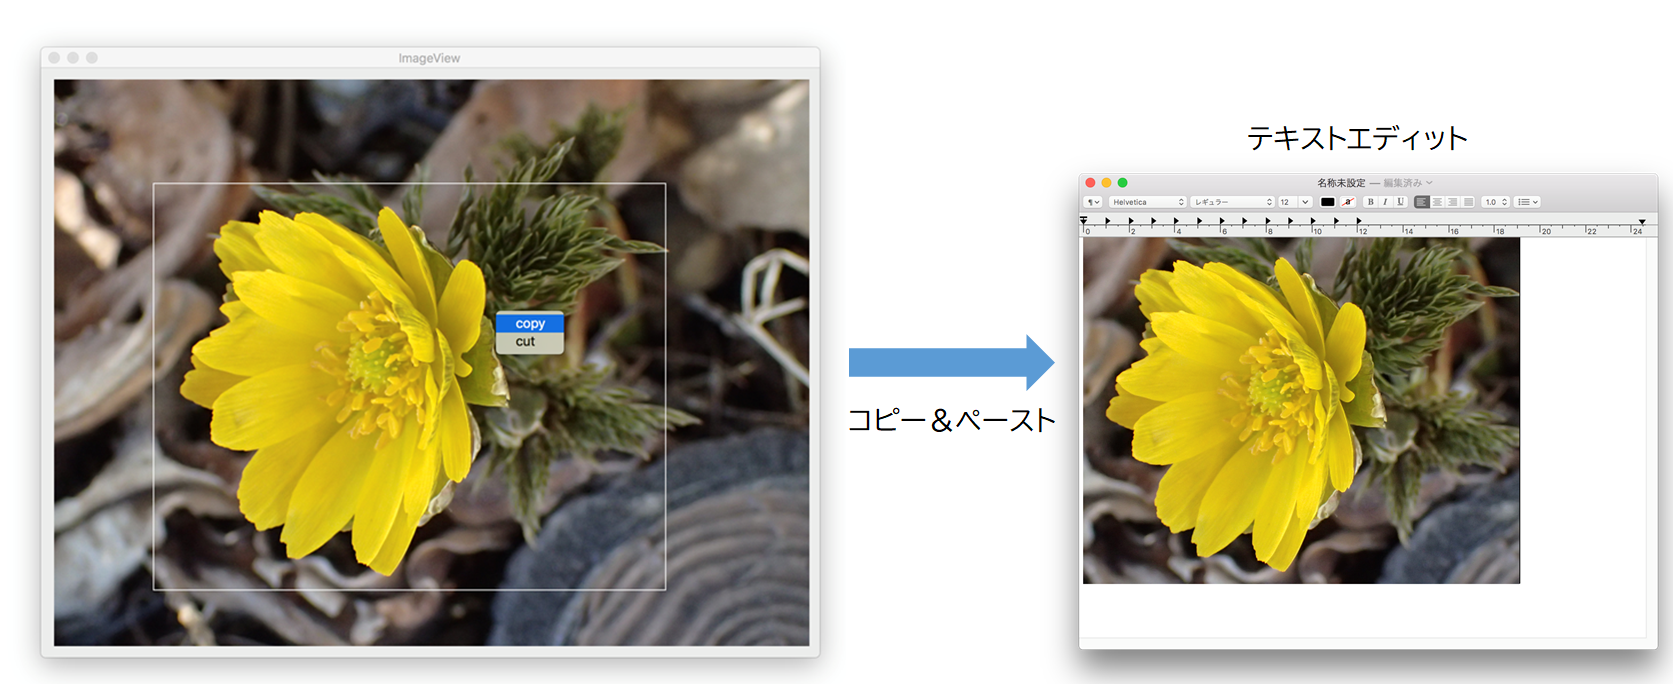 ImageView
copy
cut
コピー＆ペースト
テキストエディット
名称未設定 — 編集済み
¶ Helvetica レギュラー 12 a B I U 1.0
0 2 4 6 8 10 12 14 16 18 20 22 24